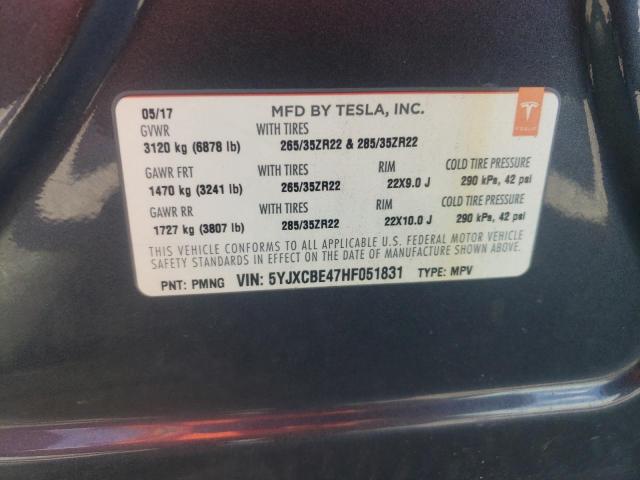 05/17 MFD BY TESLA, INC.
GVWR WITH TIRES
3120 kg (6878 lb) 265/35ZR22 & 285/35ZR22
GAWR FRT WITH TIRES RIM COLD TIRE PRESSURE
1470 kg (3241 lb) 265/35ZR22 22X9.0 J 290 kPa, 42 psi
GAWR RR WITH TIRES RIM COLD TIRE PRESSURE
1727 kg (3807 lb) 285/35ZR22 22X10.0 J 290 kPa, 42 psi
THIS VEHICLE CONFORMS TO ALL APPLICABLE U.S. FEDERAL MOTOR VEHICLE
SAFETY STANDARDS IN EFFECT ON THE DATE OF MANUFACTURE SHOWN ABOVE.
PNT: PMNG VIN: 5YJXCBE47HF051831 TYPE: MPV
TESLA